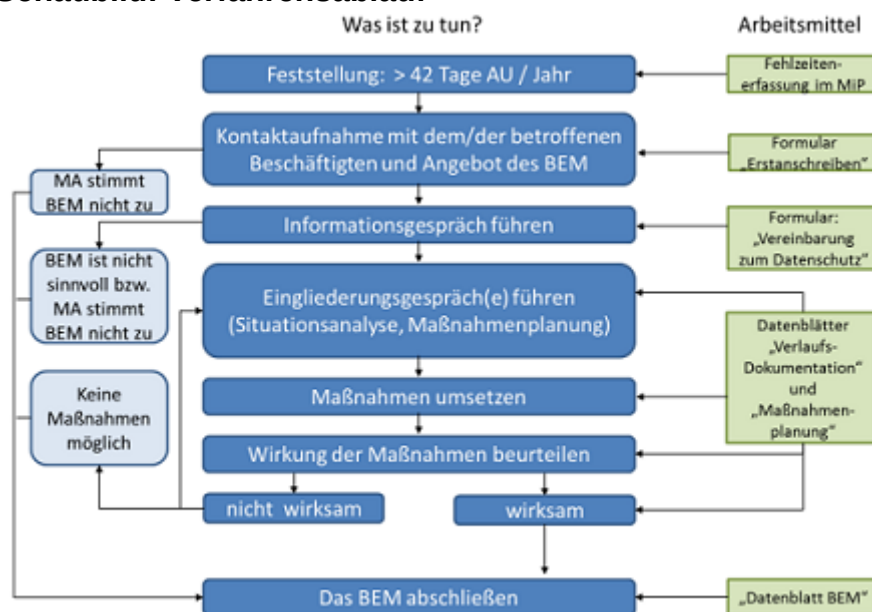 Schaubild: Verfahrensablauf
Was ist zu tun?
Arbeitsmittel
Feststellung: > 42 Tage AU / Jahr
Fehlzeiten-
erfassung im MiP
Kontaktaufnahme mit dem/der betroffenen
Beschäftigten und Angebot des BEM
Formular
„Erstanschreiben“
MA stimmt
BEM nicht zu
Informationsgespräch führen
Formular:
„Vereinbarung
zum Datenschutz“
BEM ist nicht
sinnvoll bzw.
MA stimmt
BEM nicht zu
Eingliederungsgespräch(e) führen
(Situationsanalyse, Maßnahmenplanung)
Datenblätter
„Verlaufs-
Dokumentation“
und
„Maßnahmen-
planung“
Keine
Maßnahmen
möglich
Maßnahmen umsetzen
Wirkung der Maßnahmen beurteilen
nicht wirksam
wirksam
Das BEM abschließen
„Datenblatt BEM“